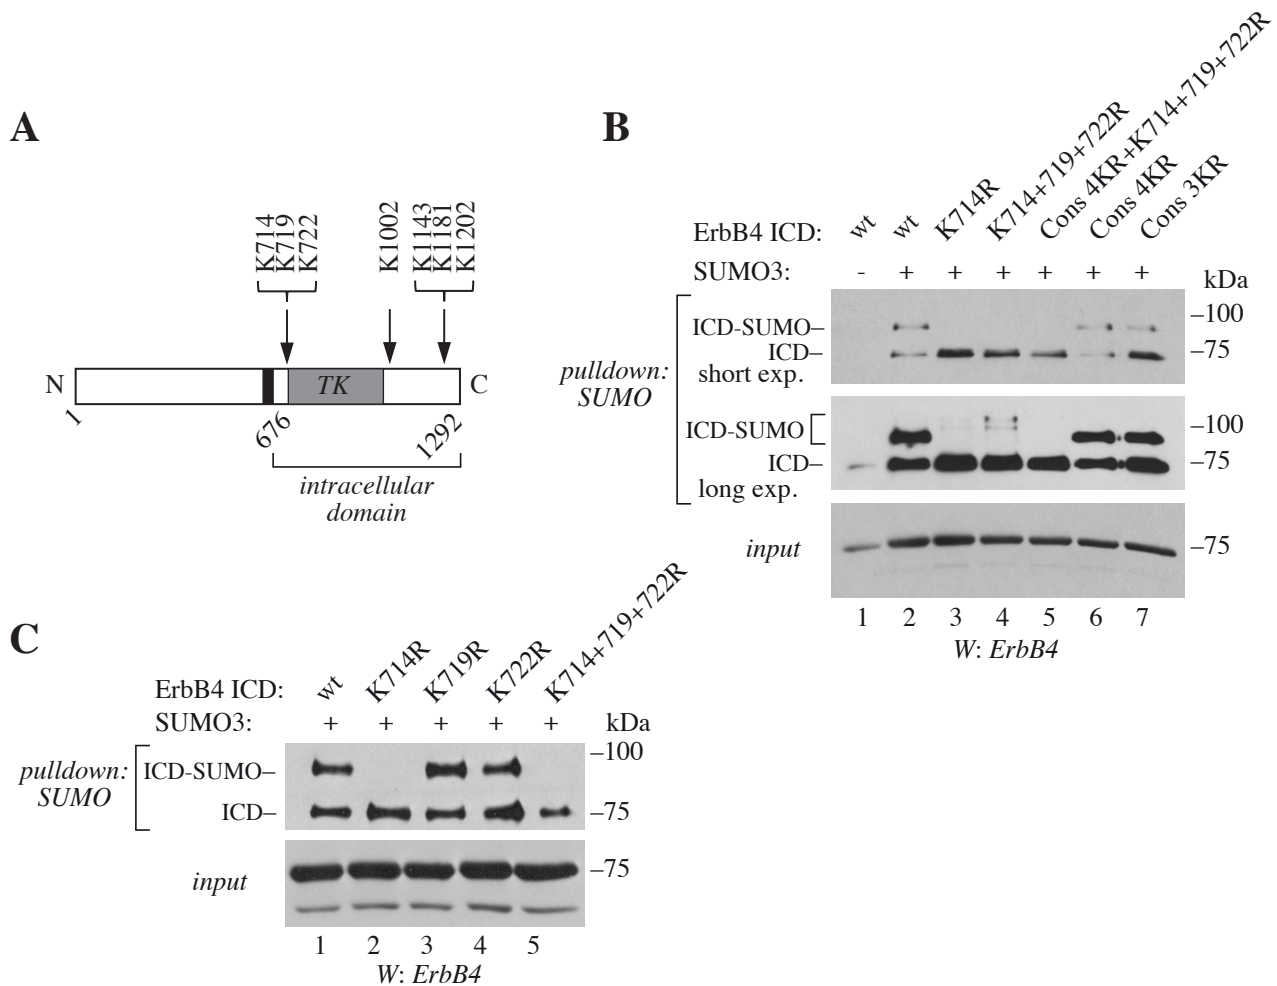 A
K714
K719
K722
K1002
K1143
K1181
K1202
N
TK
C
1
676
1292
intracellular
domain
B
ErbB4 ICD: wt wt K714R K714+719+722R Cons 4KR+K714+719+722R Cons 4KR Cons 3KR
SUMO3: - + + + + + +
kDa
pulldown:
SUMO
ICD-SUMO–
ICD–
short exp.
–100
–75
ICD-SUMO
ICD–
long exp.
–100
–75
input
–75
1 2 3 4 5 6 7
W: ErbB4
C
ErbB4 ICD: wt K714R K719R K722R K714+719+722R
SUMO3: + + + + +
kDa
pulldown:
SUMO
ICD-SUMO–
ICD–
–100
–75
input
–75
1 2 3 4 5
W: ErbB4